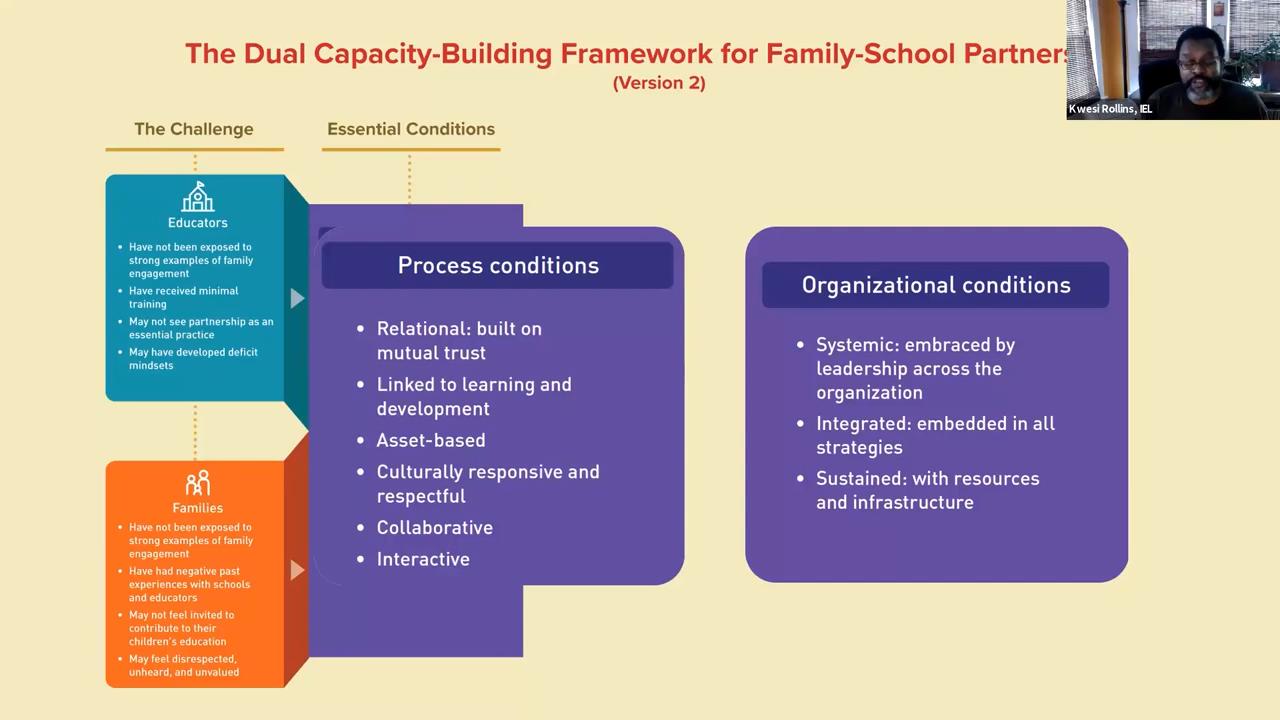 The Dual Capacity-Building Framework for Family-School Partner
(Version 2)
Kwesi Rollins, IEL
The Challenge
Essential Conditions
Educators
• Have not been exposed to
strong examples of family
engagement
• Have received minimal
training
• May not see partnership as an
essential practice
• May have developed deficit
mindsets
Families
• Have not been exposed to
strong examples of family
engagement
• Have had negative past
experiences with schools
and educators
• May not feel invited to
contribute to their
children's education
• May feel disrespected,
unheard, and unvalued
Process conditions
• Relational: built on
mutual trust
• Linked to learning and
development
• Asset-based
• Culturally responsive and
respectful
• Collaborative
• Interactive
Organizational conditions
• Systemic: embraced by
leadership across the
organization
• Integrated: embedded in all
strategies
• Sustained: with resources
and infrastructure